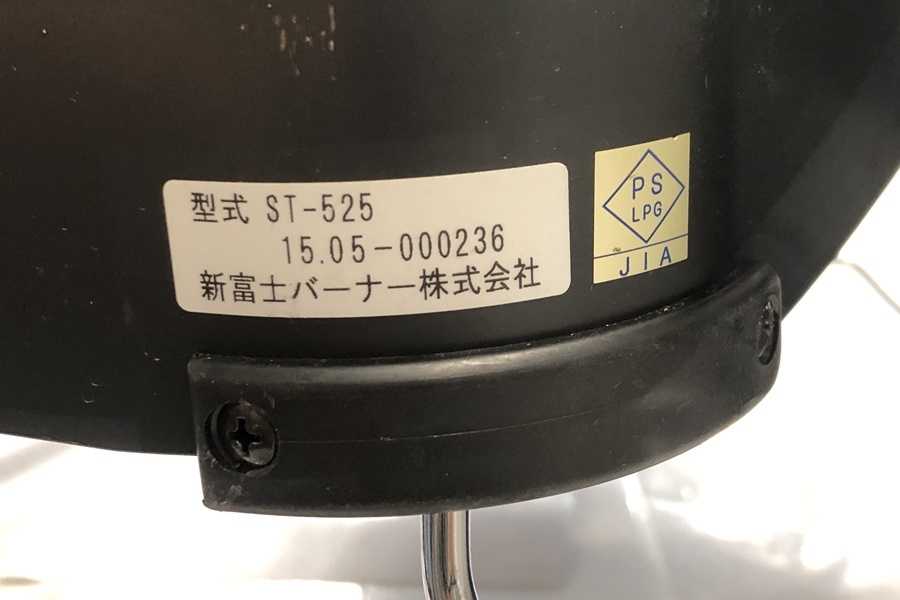 型式 ST-525
15.05-000236
新富士バーナー株式会社
PS
LPG
JIA